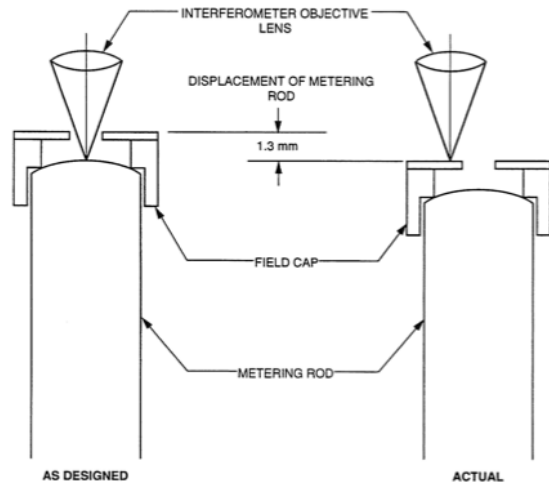 INTERFEROMETER OBJECTIVE
LENS
DISPLACEMENT OF METERING
ROD
1.3 mm
FIELD CAP
METERING ROD
AS DESIGNED
ACTUAL